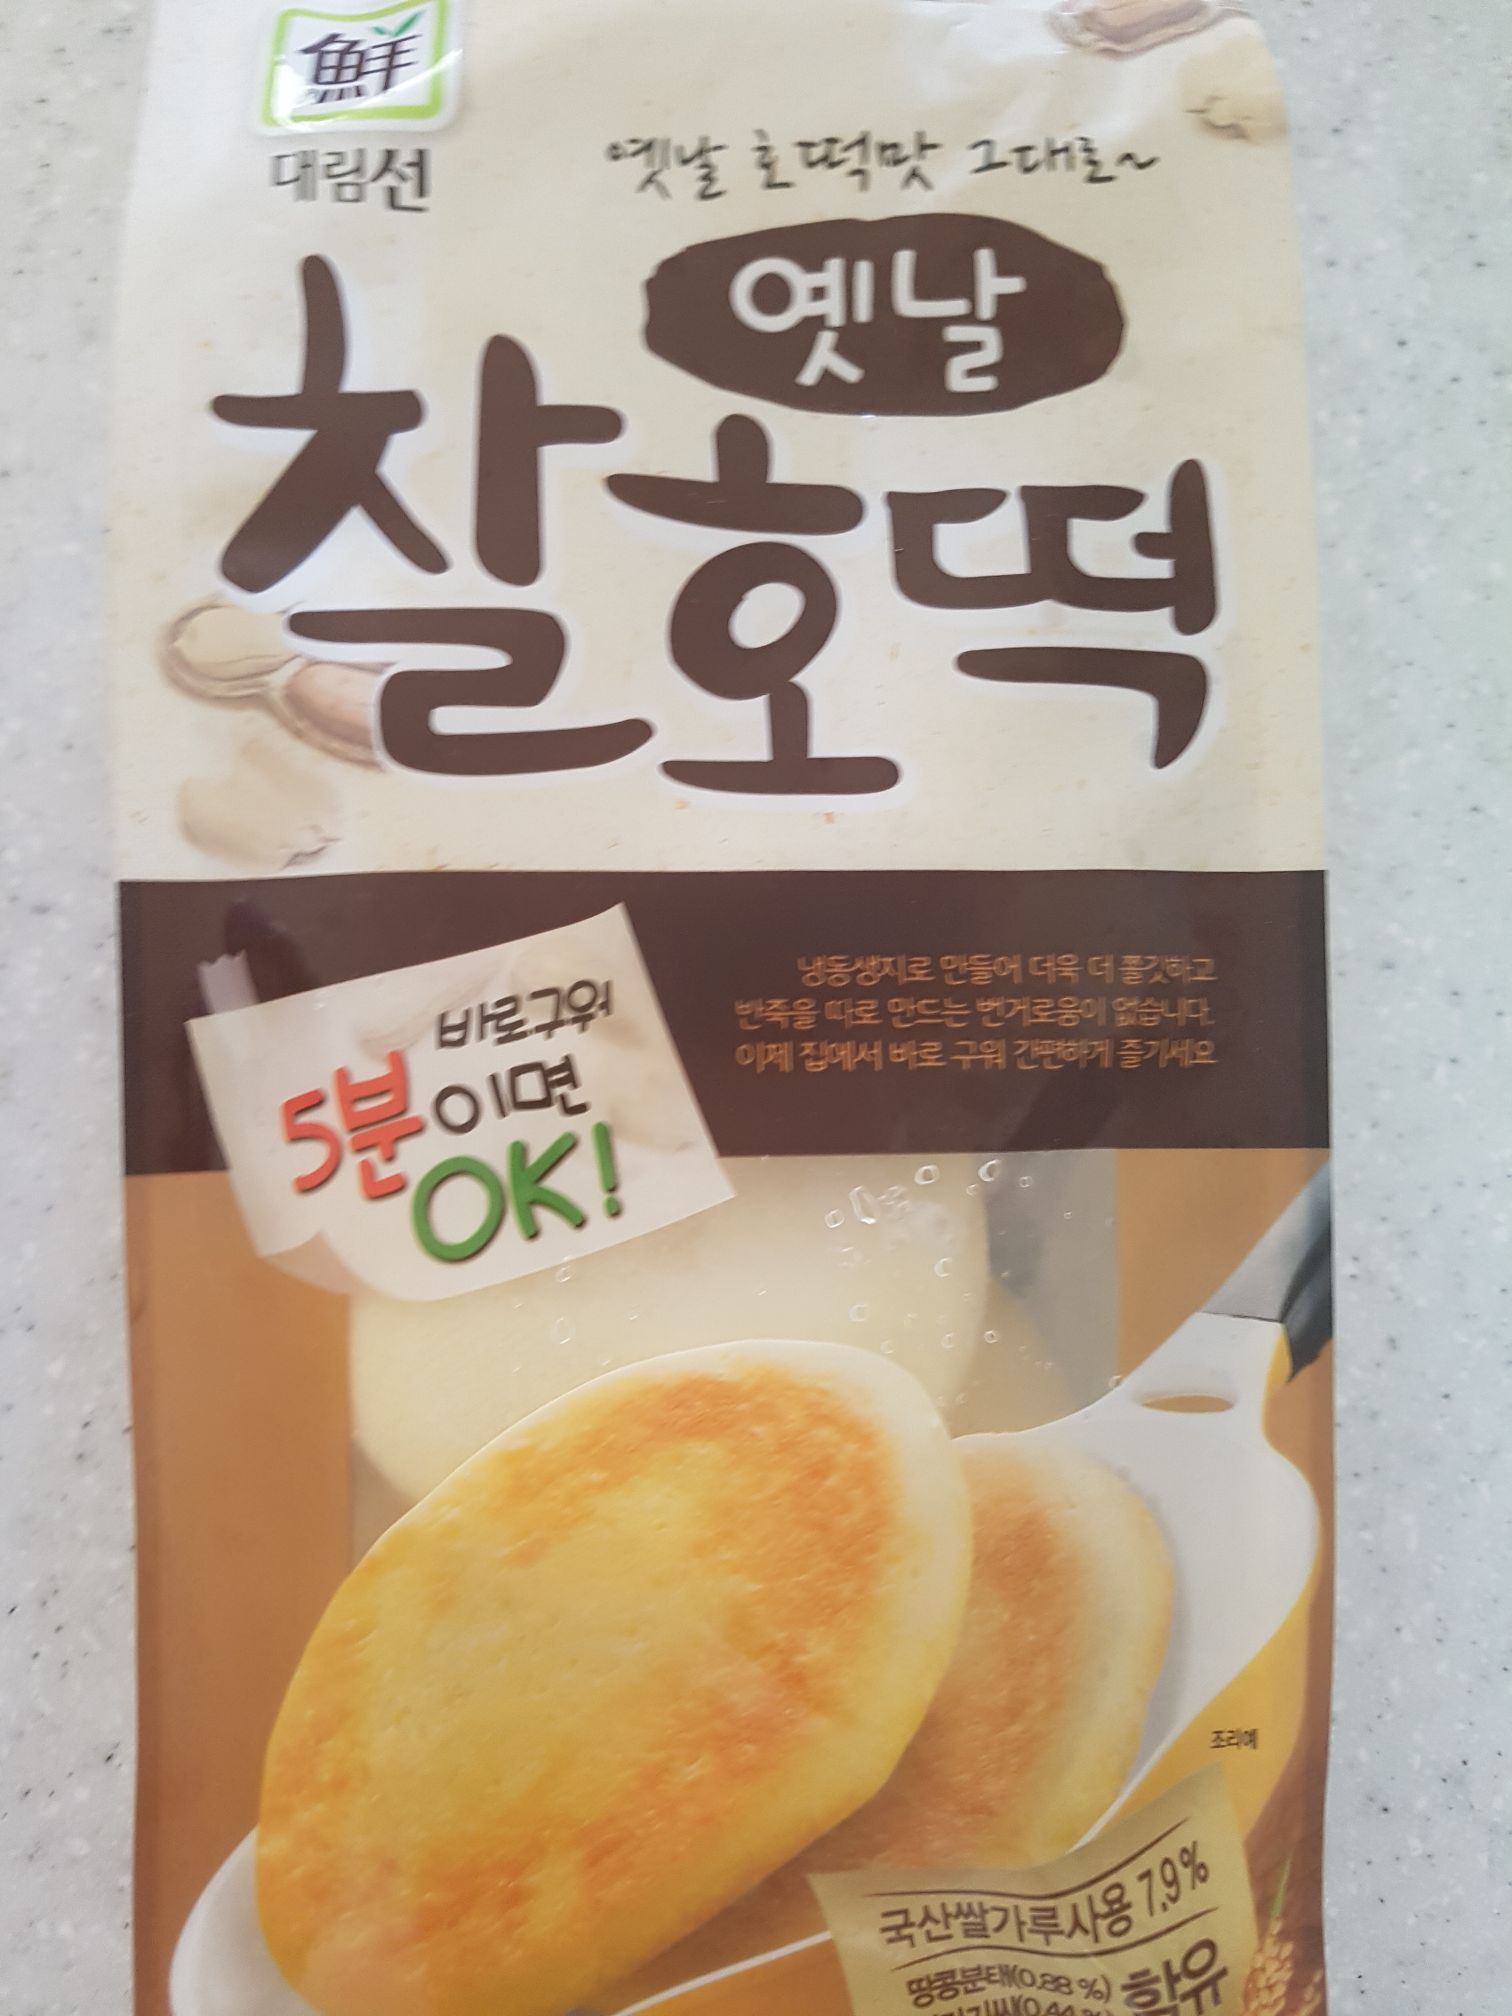 鮮
대림선
옛날 호떡맛 그대로~
옛날
찰호떡
바로구워
5분이면
OK!
냉동생지로 만들어 더욱 더 쫄깃하고
반죽을 따로 만드는 번거로움이 없습니다.
이제 집에서 바로 구워 간편하게 즐기세요
조리예
국산쌀가루사용 7.9%
땅콩분태(0.88%) 함유
(0.44%)